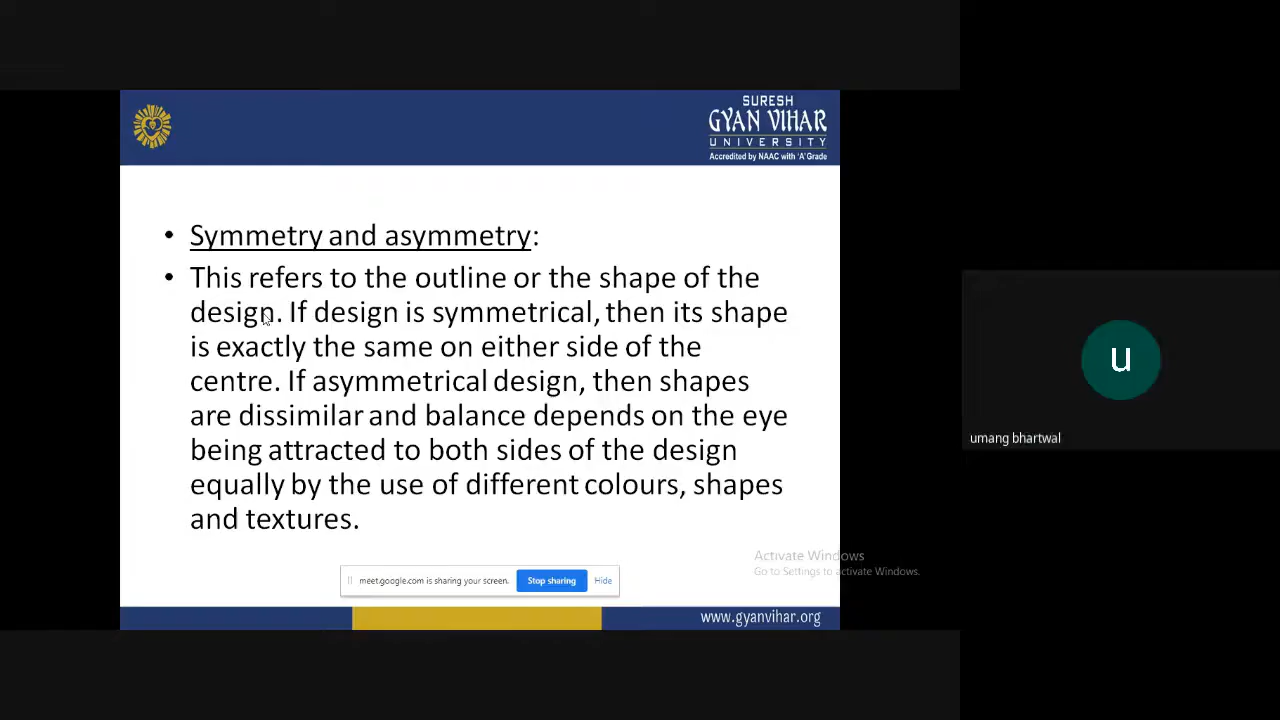 SURESH
GYAN VIHAR
UNIVERSITY
Accredited by NAAC with 'A' Grade
• Symmetry and asymmetry:
• This refers to the outline or the shape of the
design. If design is symmetrical, then its shape
is exactly the same on either side of the
centre. If asymmetrical design, then shapes
are dissimilar and balance depends on the eye
being attracted to both sides of the design
equally by the use of different colours, shapes
and textures.
u
umang bhartwal
Activate Windows
Go to Settings to activate Windows.
meet.google.com is sharing your screen. Stop sharing Hide
www.gyanvihar.org